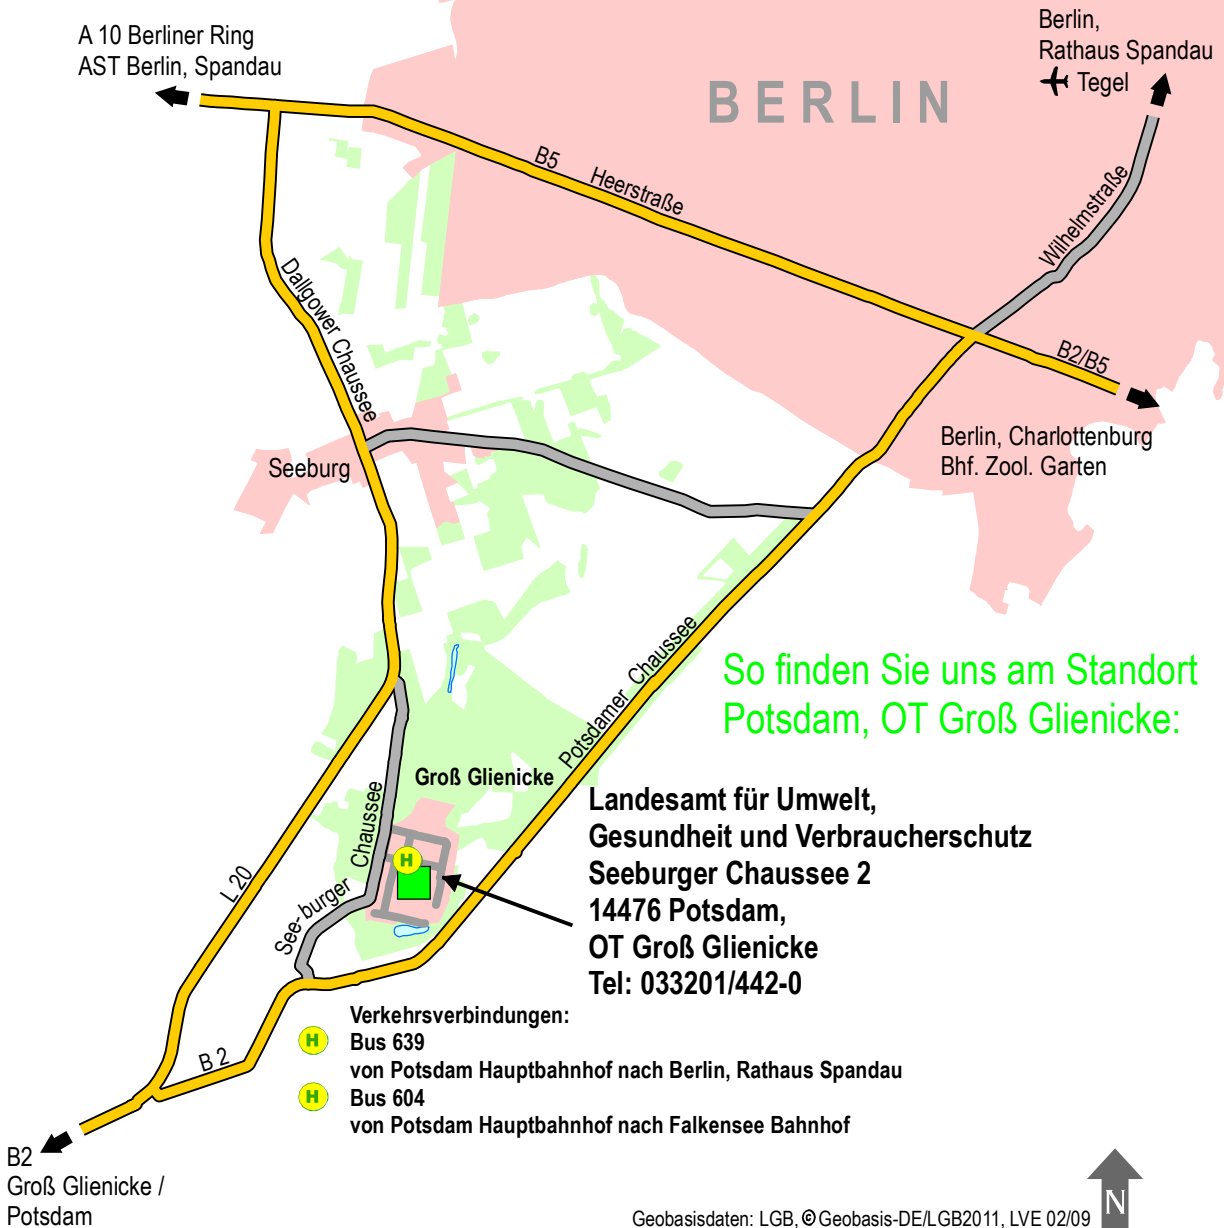 A 10 Berliner Ring
AST Berlin, Spandau
Berlin,
Rathaus Spandau
Tegel
BERLIN
B5
Heerstraße
Wilhelmstraße
B2/B5
Dallgower Chaussee
Berlin, Charlottenburg
Bhf. Zool. Garten
Seeburg
Potsdamer Chaussee
So finden Sie uns am Standort
Potsdam, OT Groß Glienicke:
Groß Glienicke
Landesamt für Umwelt,
Gesundheit und Verbraucherschutz
Seeburger Chaussee 2
14476 Potsdam,
OT Groß Glienicke
Tel: 033201/442-0
H
L 20
See- burger Chaussee
B 2
Verkehrsverbindungen:
H Bus 639
von Potsdam Hauptbahnhof nach Berlin, Rathaus Spandau
H Bus 604
von Potsdam Hauptbahnhof nach Falkensee Bahnhof
B2
Groß Glienicke /
Potsdam
N
Geobasisdaten: LGB, © Geobasis-DE/LGB2011, LVE 02/09